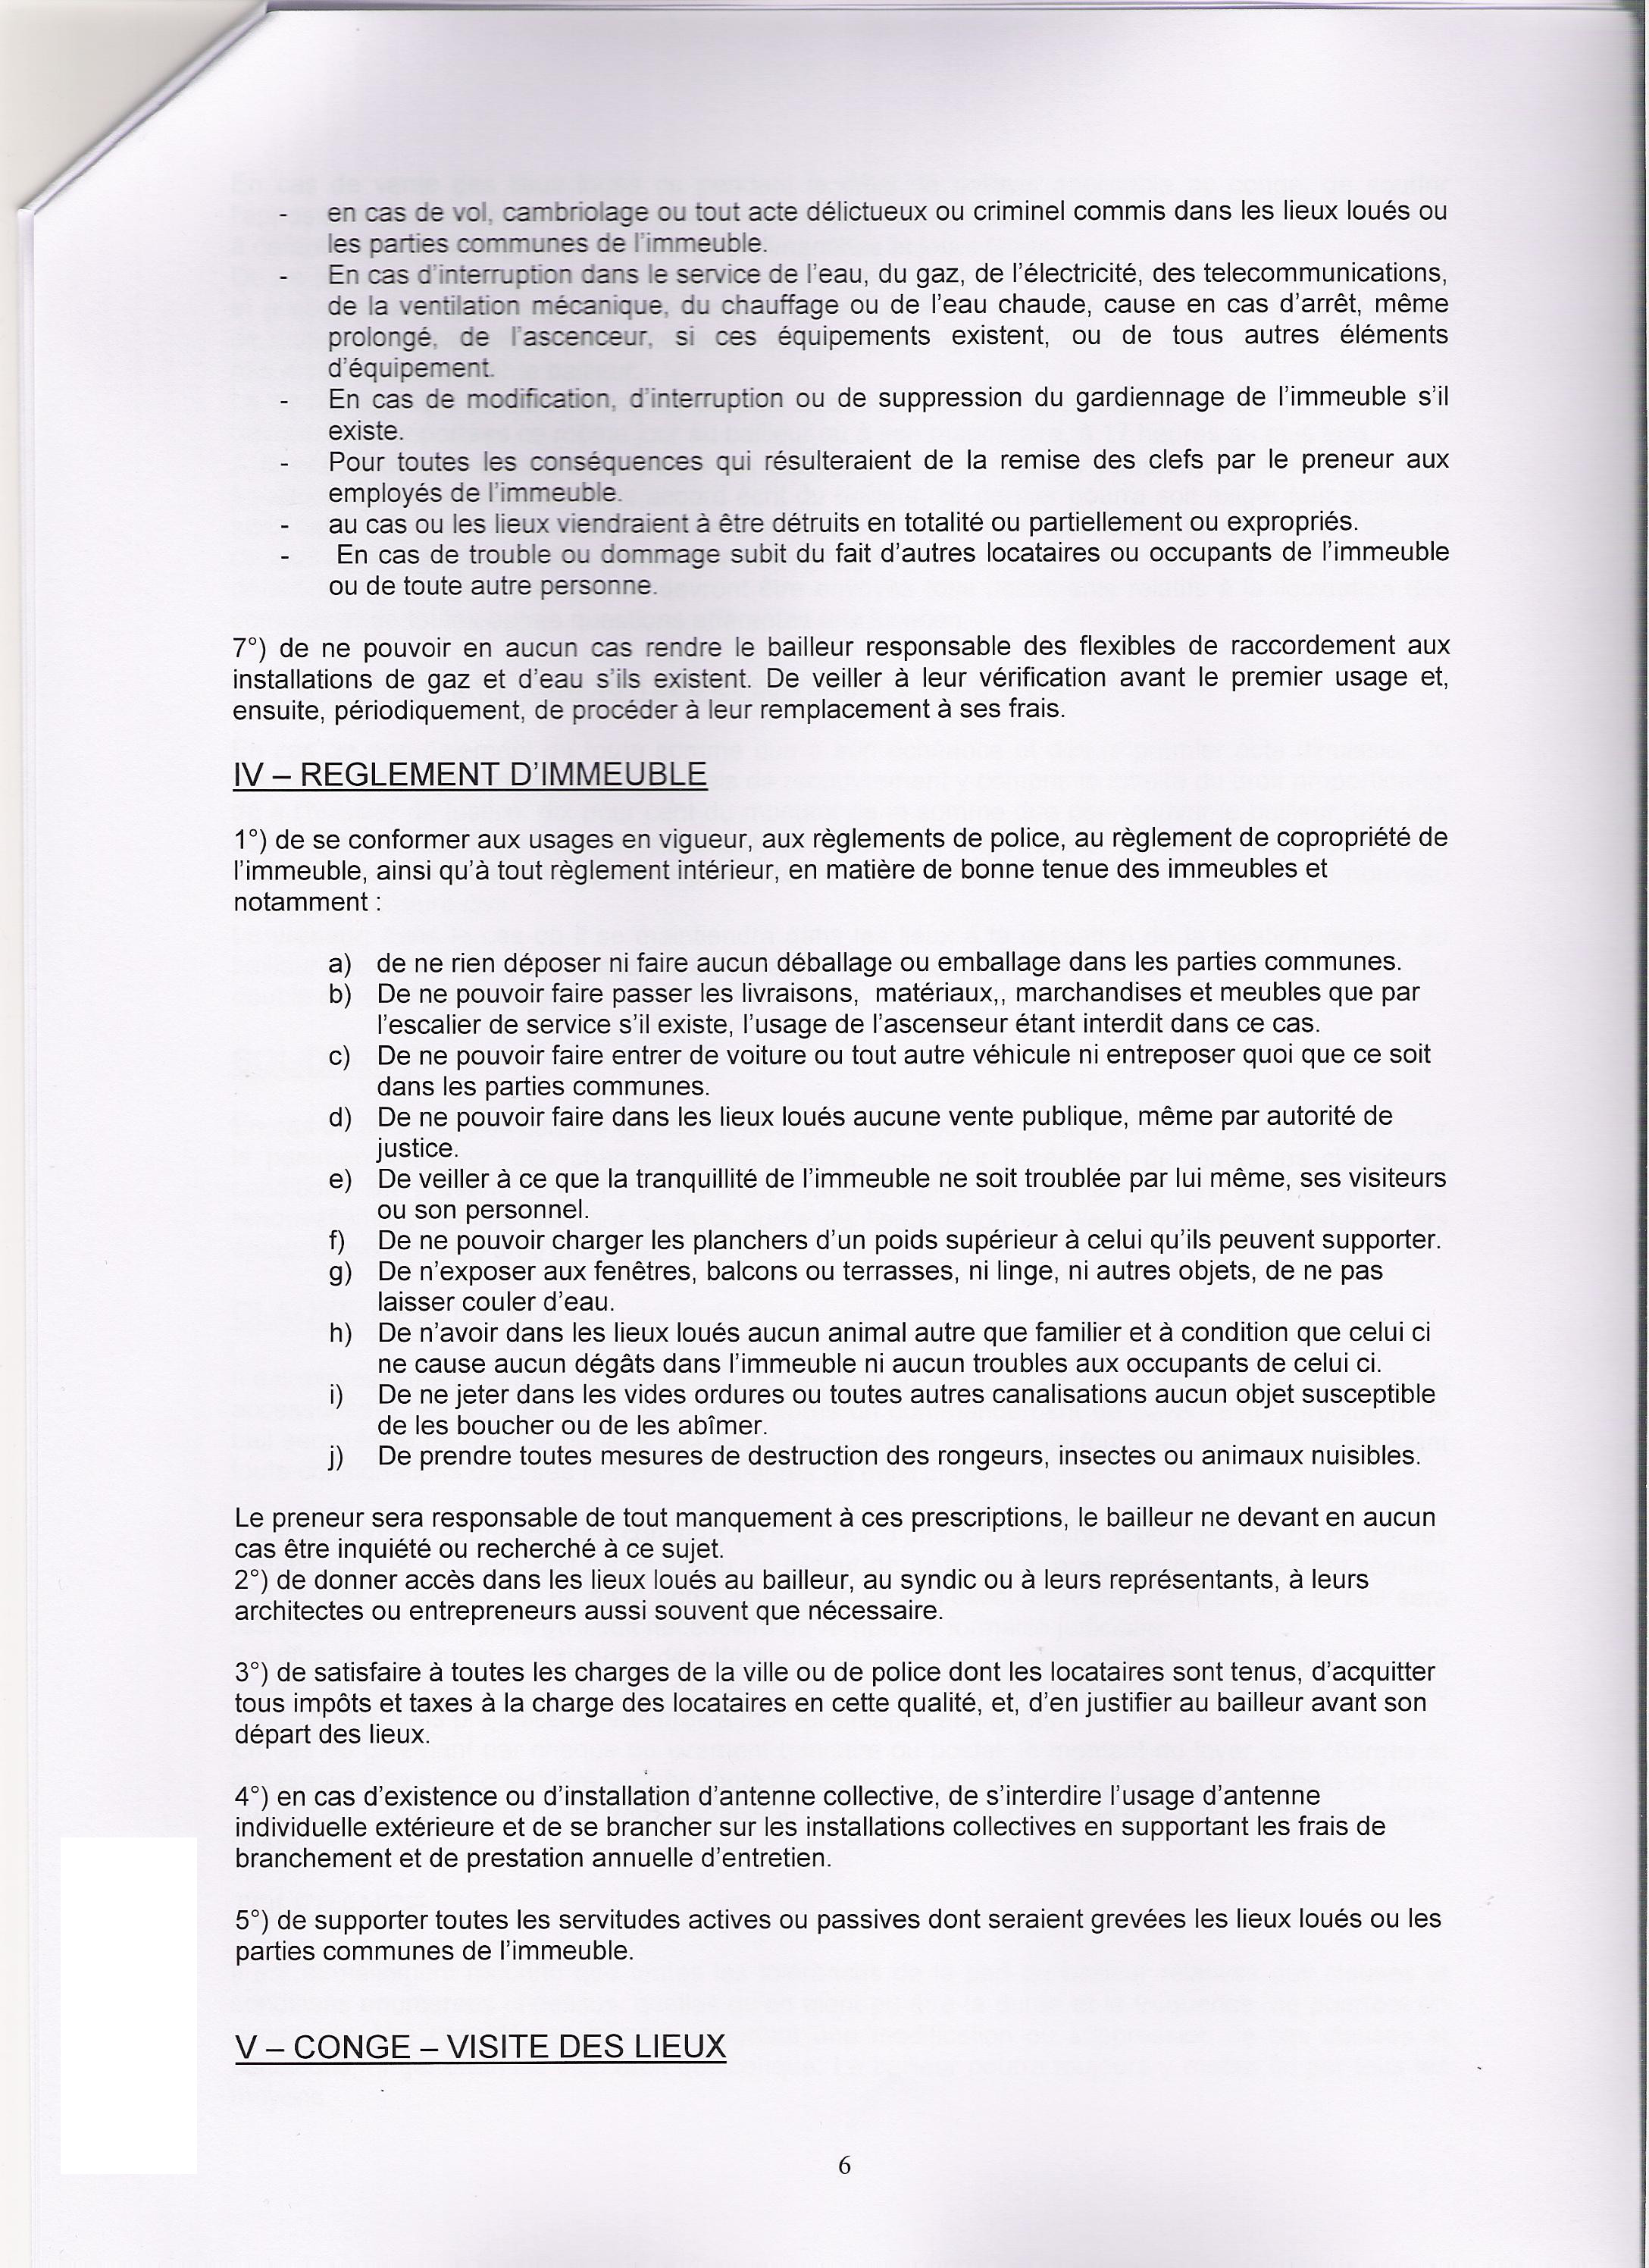 - en cas de vol, cambriolage ou tout acte délictueux ou criminel commis dans les lieux loués ou
les parties communes de l'immeuble.
- En cas d'interruption dans le service de l'eau, du gaz, de l'électricité, des telecommunications,
de la ventilation mécanique, du chauffage ou de l'eau chaude, cause en cas d'arrêt, même
prolongé, de l'ascenceur, si ces équipements existent, ou de tous autres éléments
d'équipement.
- En cas de modification, d'interruption ou de suppression du gardiennage de l'immeuble s'il
existe.
- Pour toutes les conséquences qui résulteraient de la remise des clefs par le preneur aux
employés de l'immeuble.
- au cas ou les lieux viendraient à être détruits en totalité ou partiellement ou expropriés.
- En cas de trouble ou dommage subit du fait d'autres locataires ou occupants de l'immeuble
ou de toute autre personne.
7°) de ne pouvoir en aucun cas rendre le bailleur responsable des flexibles de raccordement aux
installations de gaz et d'eau s'ils existent. De veiller à leur vérification avant le premier usage et,
ensuite, périodiquement, de procéder à leur remplacement à ses frais.
IV – REGLEMENT D'IMMEUBLE
1°) de se conformer aux usages en vigueur, aux règlements de police, au règlement de copropriété de
l'immeuble, ainsi qu'à tout règlement intérieur, en matière de bonne tenue des immeubles et
notamment :
a) de ne rien déposer ni faire aucun déballage ou emballage dans les parties communes.
b) De ne pouvoir faire passer les livraisons, matériaux,, marchandises et meubles que par
l'escalier de service s'il existe, l'usage de l'ascenseur étant interdit dans ce cas.
c) De ne pouvoir faire entrer de voiture ou tout autre véhicule ni entreposer quoi que ce soit
dans les parties communes.
d) De ne pouvoir faire dans les lieux loués aucune vente publique, même par autorité de
justice.
e) De veiller à ce que la tranquillité de l'immeuble ne soit troublée par lui même, ses visiteurs
ou son personnel.
f) De ne pouvoir charger les planchers d'un poids supérieur à celui qu'ils peuvent supporter.
g) De n'exposer aux fenêtres, balcons ou terrasses, ni linge, ni autres objets, de ne pas
laisser couler d'eau.
h) De n'avoir dans les lieux loués aucun animal autre que familier et à condition que celui ci
ne cause aucun dégâts dans l'immeuble ni aucun troubles aux occupants de celui ci.
i) De ne jeter dans les vides ordures ou toutes autres canalisations aucun objet susceptible
de les boucher ou de les abîmer.
j) De prendre toutes mesures de destruction des rongeurs, insectes ou animaux nuisibles.
Le preneur sera responsable de tout manquement à ces prescriptions, le bailleur ne devant en aucun
cas être inquiété ou recherché à ce sujet.
2°) de donner accès dans les lieux loués au bailleur, au syndic ou à leurs représentants, à leurs
architectes ou entrepreneurs aussi souvent que nécessaire.
3°) de satisfaire à toutes les charges de la ville ou de police dont les locataires sont tenus, d'acquitter
tous impôts et taxes à la charge des locataires en cette qualité, et, d'en justifier au bailleur avant son
départ des lieux.
4°) en cas d'existence ou d'installation d'antenne collective, de s'interdire l'usage d'antenne
individuelle extérieure et de se brancher sur les installations collectives en supportant les frais de
branchement et de prestation annuelle d'entretien.
5°) de supporter toutes les servitudes actives ou passives dont seraient grevées les lieux loués ou les
parties communes de l'immeuble.
V – CONGE – VISITE DES LIEUX
6